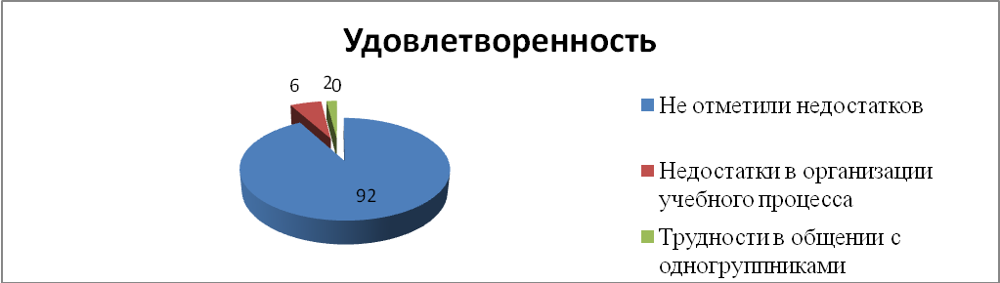 Удовлетворенность
6
2
0
92
Не отметили недостатков
Недостатки в организации
учебного процесса
Трудности в общении с
одногруппниками